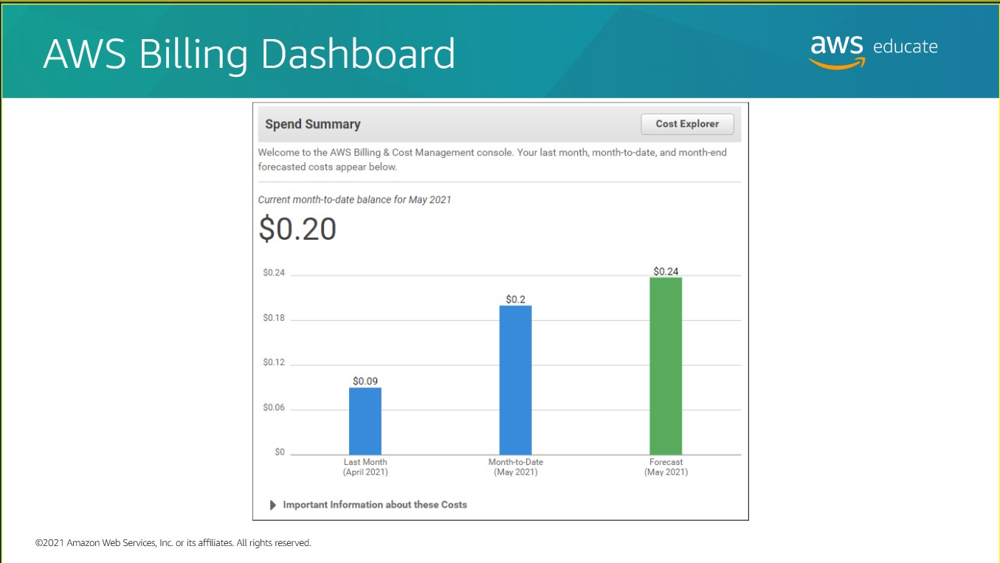 AWS Billing Dashboard
aws educate
Spend Summary
Cost Explorer
Welcome to the AWS Billing & Cost Management console. Your last month, month-to-date, and month-end
forecasted costs appear below.
Current month-to-date balance for May 2021
$0.20
$0.24
$0.18
$0.12
$0.06
$0
$0.09
$0.2
$0.24
Last Month
(April 2021)
Month-to-Date
(May 2021)
Forecast
(May 2021)
Important Information about these Costs
©2021 Amazon Web Services, Inc. or its affiliates. All rights reserved.